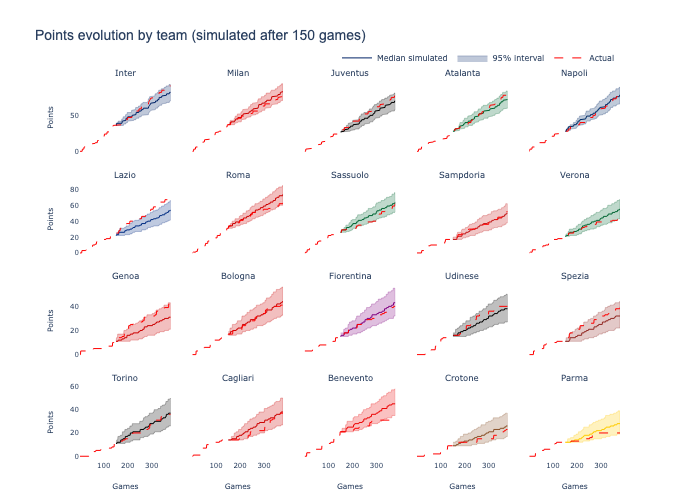 Points evolution by team (simulated after 150 games)
Median simulated 95% interval Actual
Inter Milan Juventus Atalanta Napoli
Points
50
0
Lazio Roma Sassuolo Sampdoria Verona
Points
80
60
40
20
0
Genoa Bologna Fiorentina Udinese Spezia
Points
40
20
0
Torino Cagliari Benevento Crotone Parma
Points
60
40
20
0
100 200 300 100 200 300 100 200 300 100 200 300 100 200 300
Games Games Games Games Games